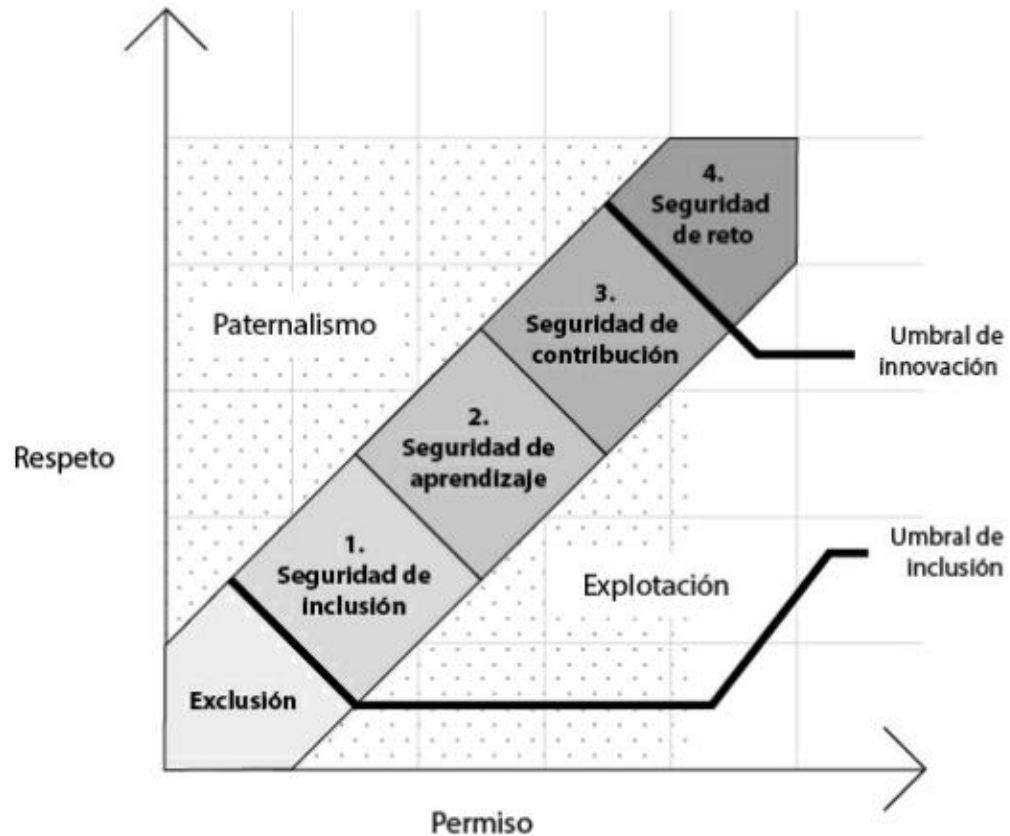 4.
Seguridad
de reto
3.
Seguridad de
contribución
Paternalismo
Umbral de
innovación
2.
Seguridad de
aprendizaje
Respeto
1.
Seguridad de
inclusión
Umbral de
inclusión
Explotación
Exclusión
Permiso